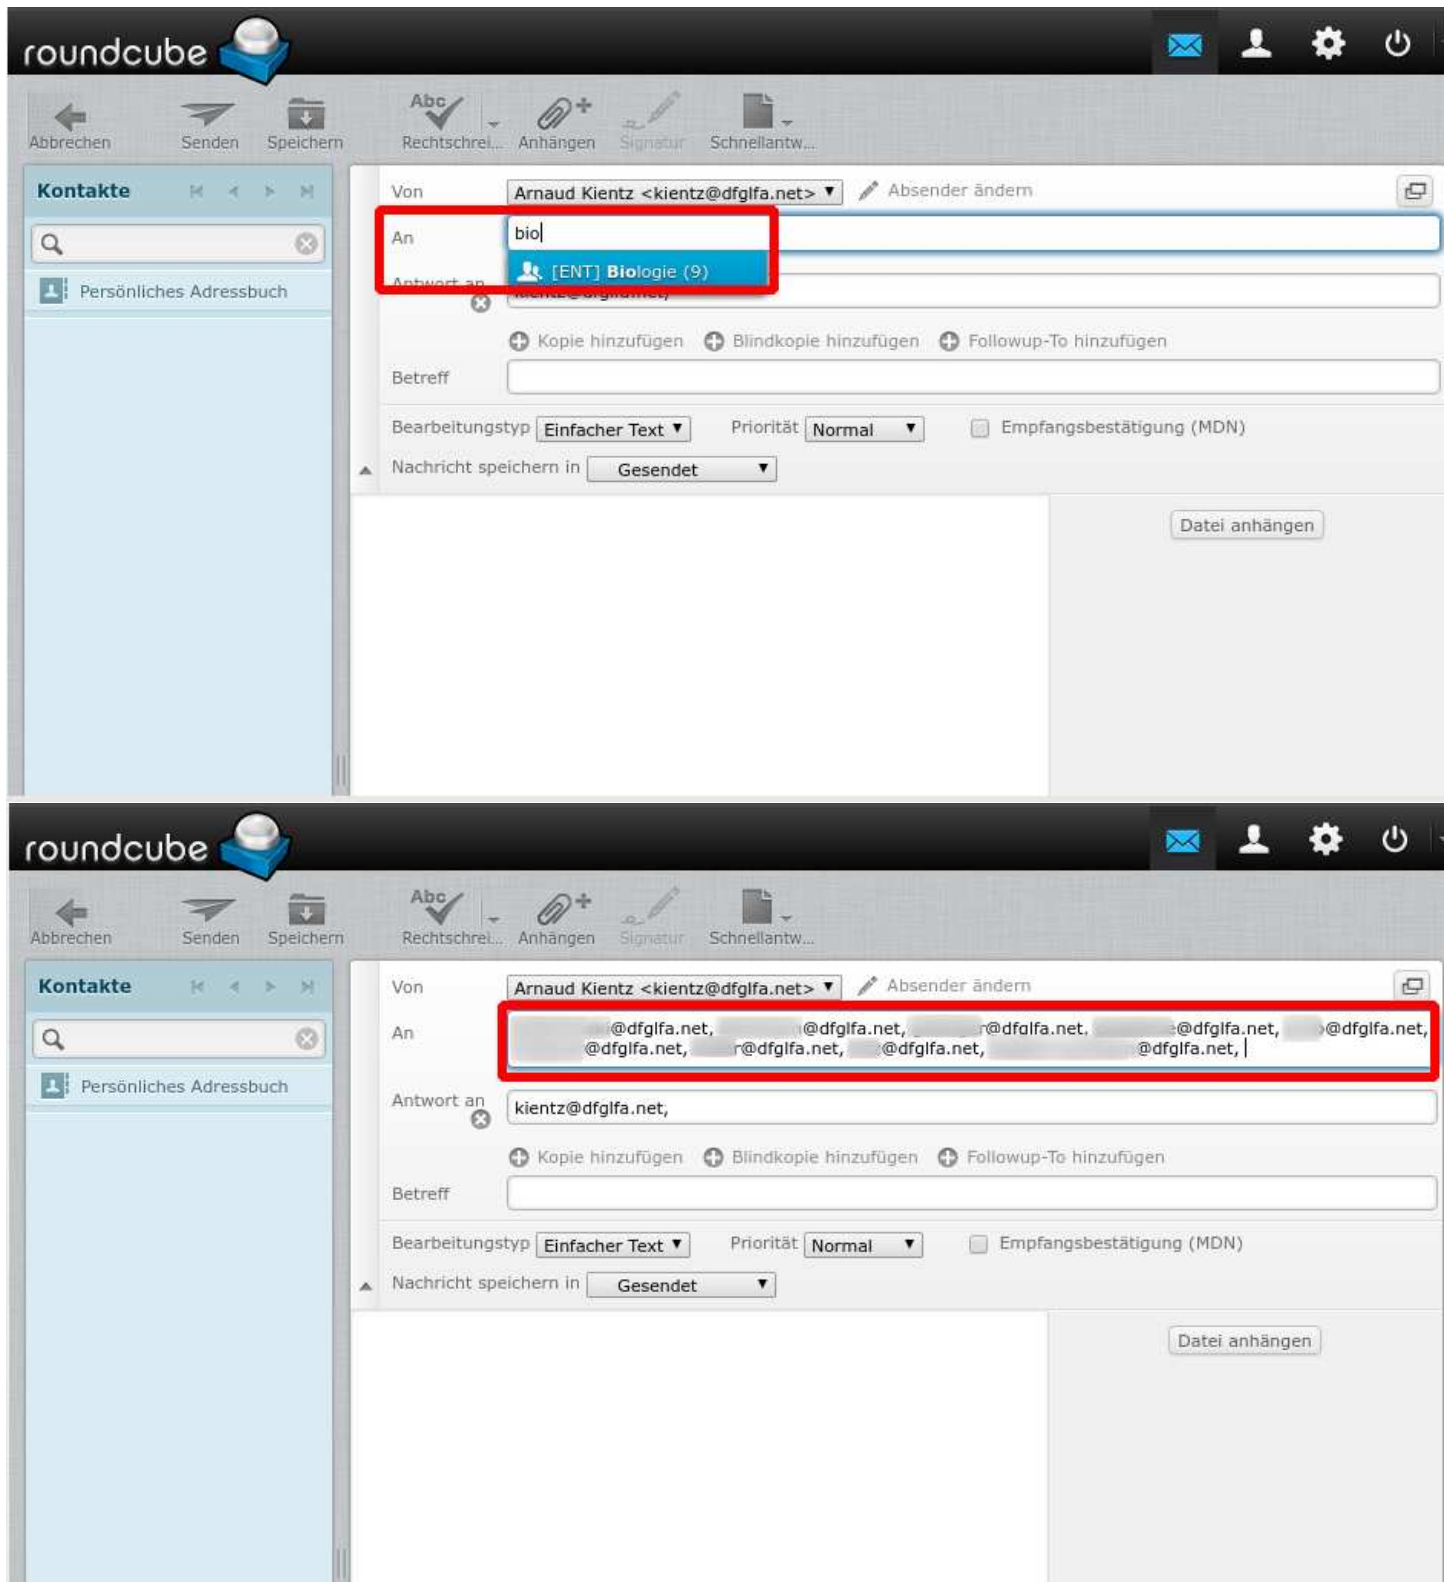 roundcube
Abbrechen Senden Speichern Abc Rechtschrei... Anhängen Signatur Schnellantw...
Kontakte
Von Arnaud Kientz <kientz@dfglfa.net> Absender ändern
An bio
[ENT] Biologie (9)
Persönliches Adressbuch
Antwort an kientz@dfglfa.net,
Kopie hinzufügen Blindkopie hinzufügen Followup-To hinzufügen
Betreff
Bearbeitungstyp Einfacher Text Priorität Normal Empfangsbestätigung (MDN)
Nachricht speichern in Gesendet
Datei anhängen
roundcube
Abbrechen Senden Speichern Abc Rechtschrei... Anhängen Signatur Schnellantw...
Kontakte
Von Arnaud Kientz <kientz@dfglfa.net> Absender ändern
An @dfglfa.net, @dfglfa.net, r@dfglfa.net, e@dfglfa.net, @dfglfa.net,
@dfglfa.net, r@dfglfa.net, @dfglfa.net, @dfglfa.net,
Persönliches Adressbuch
Antwort an kientz@dfglfa.net,
Kopie hinzufügen Blindkopie hinzufügen Followup-To hinzufügen
Betreff
Bearbeitungstyp Einfacher Text Priorität Normal Empfangsbestätigung (MDN)
Nachricht speichern in Gesendet
Datei anhängen